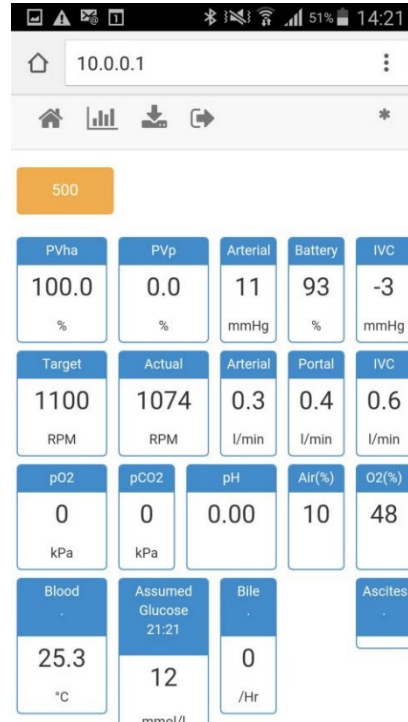 1 51% 14:21
10.0.0.1
*
500
PVha PVp Arterial Battery IVC
100.0 0.0 11 93 -3
% % mmHg % mmHg
Target Actual Arterial Portal IVC
1100 1074 0.3 0.4 0.6
RPM RPM l/min l/min l/min
pO2 pCO2 pH Air(%) O2(%)
0 0 0.00 10 48
kPa kPa
Blood Assumed Bile Ascites
. Glucose . .
21:21
25.3 12 0
°C mmol/l /Hr